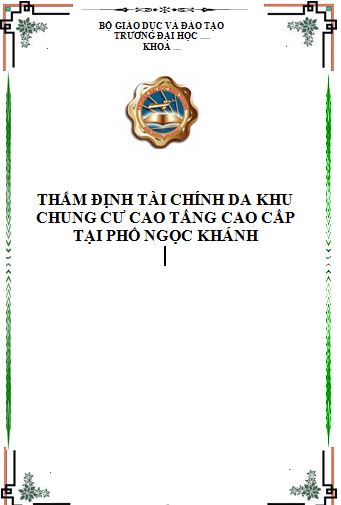 BỘ GIÁO DỤC VÀ ĐÀO TẠO
TRƯỜNG ĐẠI HỌC .....
KHOA ....
THẨM ĐỊNH TÀI CHÍNH DA KHU
CHUNG CƯ CAO TẦNG CAO CẤP
TẠI PHỐ NGỌC KHÁNH